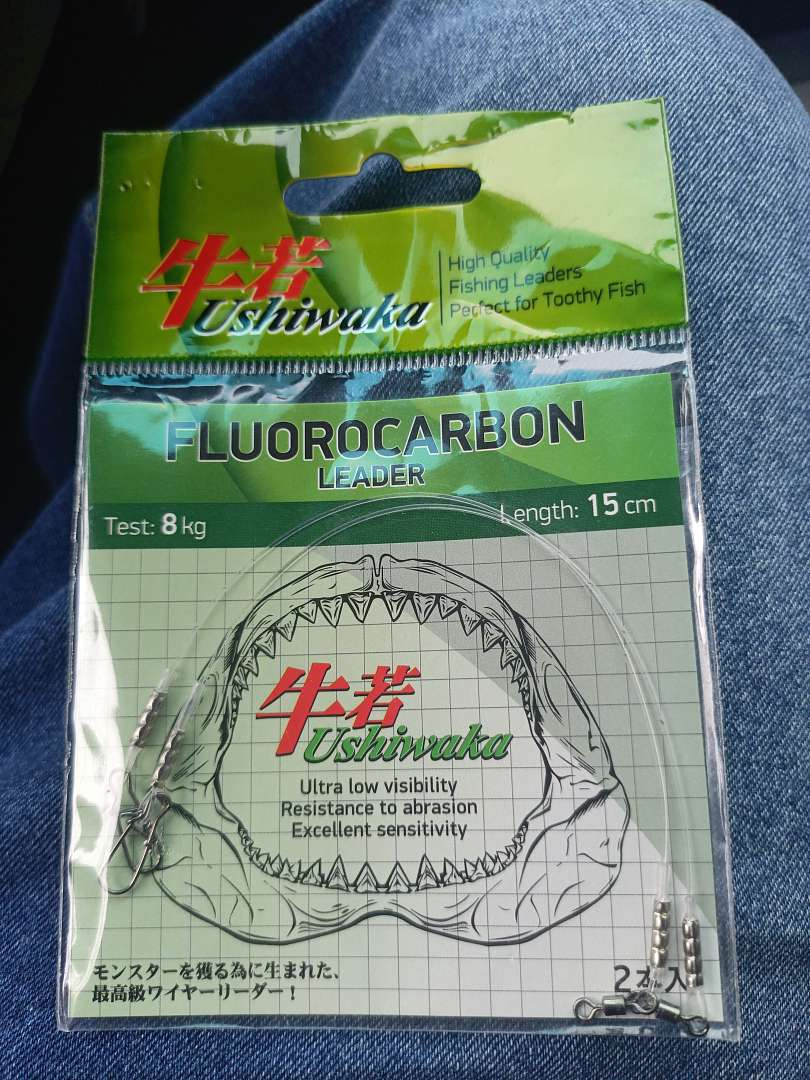 牛若
Ushiwaka
High Quality
Fishing Leaders
Perfect for Toothy Fish
FLUOROCARBON
LEADER
Test: 8 kg
Length: 15 cm
牛若
Ushiwaka
Ultra low visibility
Resistance to abrasion
Excellent sensitivity
モンスターを獲る為に生まれた、
最高級ワイヤーリーダー!
2本入